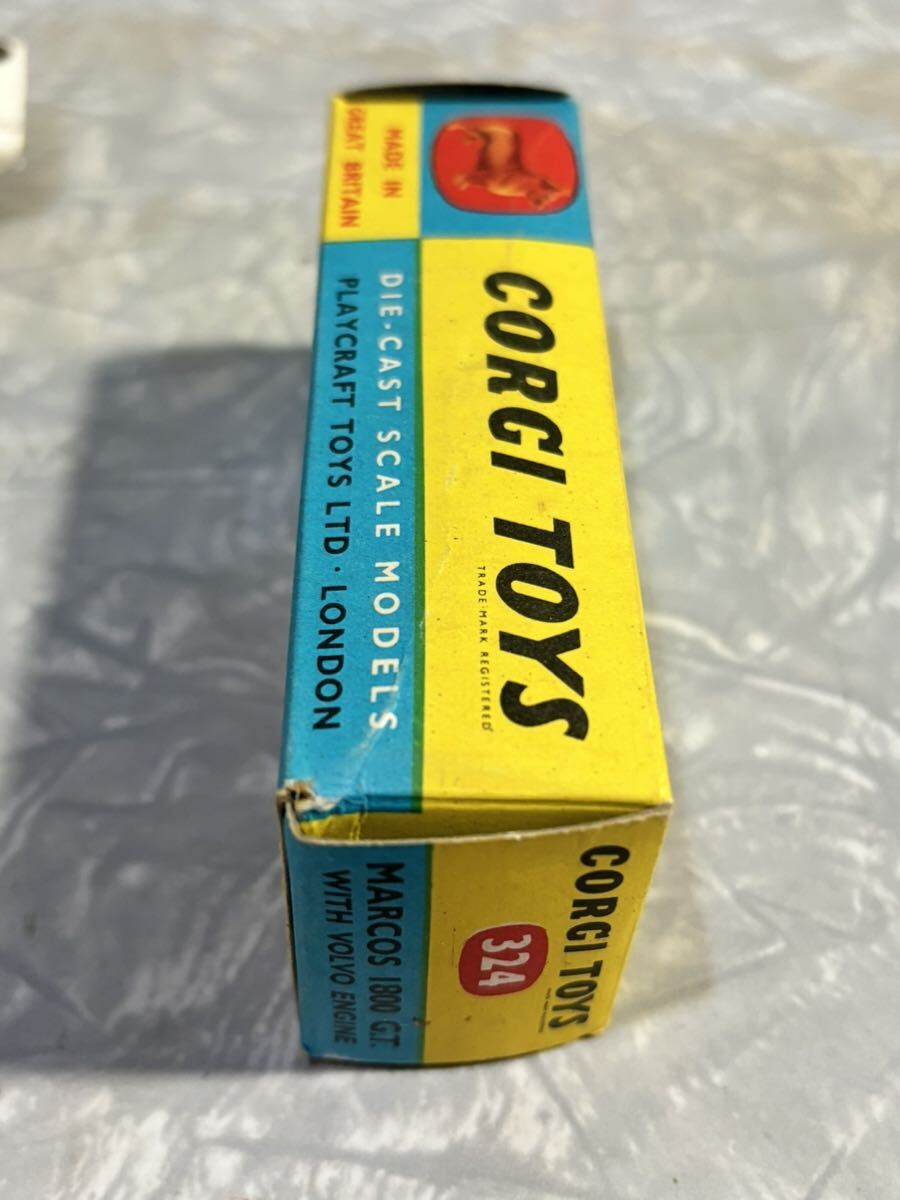 MADE IN
GREAT BRITAIN
CORGI TOYS
TRADE MARK REGISTERED
DIE-CAST SCALE MODELS
PLAYCRAFT TOYS LTD · LONDON
CORGI TOYS
324
MARCOS 1800 G.T.
WITH VOLVO ENGINE